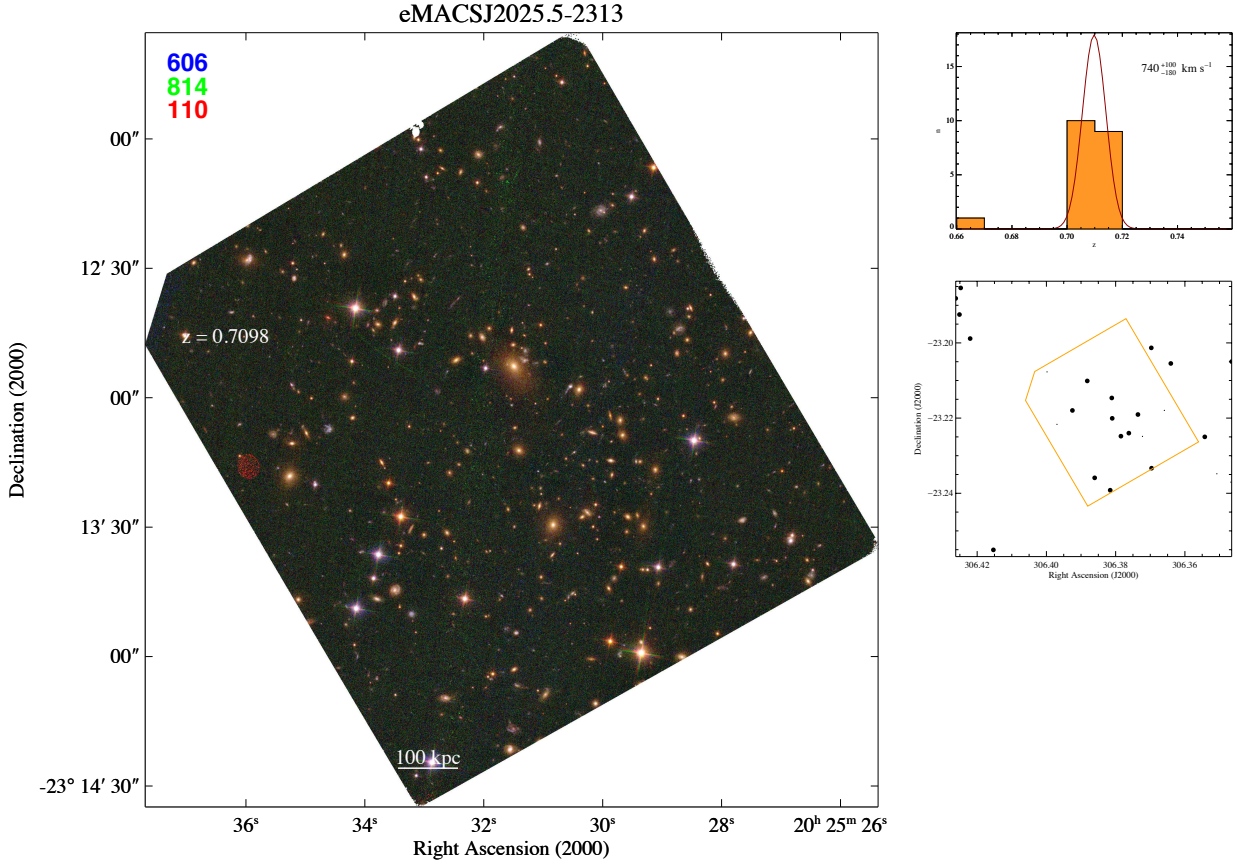 eMACSJ2025.5-2313
606
814
110
z = 0.7098
100 kpc
00″
12′ 30″
00″
13′ 30″
00″
-23° 14′ 30″
36ˢ 34ˢ 32ˢ 30ˢ 28ˢ 20ʰ 25ᵐ 26ˢ
Right Ascension (2000)
Declination (2000)
740 +100 −180 km s⁻¹
15
10
5
0
n
0.66 0.68 0.70 0.72 0.74
z
−23.20
−23.22
−23.24
Declination (J2000)
306.42 306.40 306.38 306.36
Right Ascension (J2000)